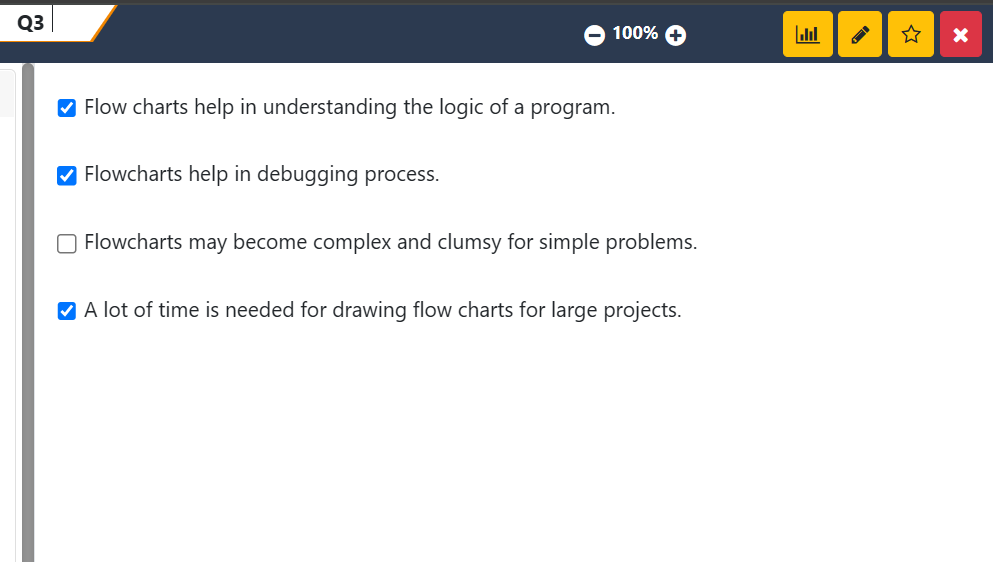 Q3
100%
Flow charts help in understanding the logic of a program.
Flowcharts help in debugging process.
Flowcharts may become complex and clumsy for simple problems.
A lot of time is needed for drawing flow charts for large projects.